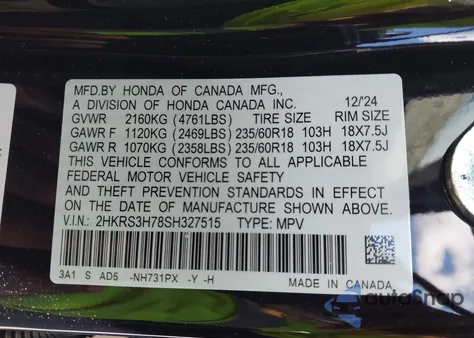 MFD.BY HONDA OF CANADA MFG.,
A DIVISION OF HONDA CANADA INC. 12/'24
GVWR 2160KG (4761LBS) TIRE SIZE RIM SIZE
GAWR F 1120KG (2469LBS) 235/60R18 103H 18X7.5J
GAWR R 1070KG (2358LBS) 235/60R18 103H 18X7.5J
THIS VEHICLE CONFORMS TO ALL APPLICABLE
FEDERAL MOTOR VEHICLE SAFETY
AND THEFT PREVENTION STANDARDS IN EFFECT
ON THE DATE OF MANUFACTURE SHOWN ABOVE.
V.I.N.: 2HKRS3H78SH327515 TYPE: MPV
3A1 S AD5 -NH731PX -Y -H
MADE IN CANADA
autoSnap